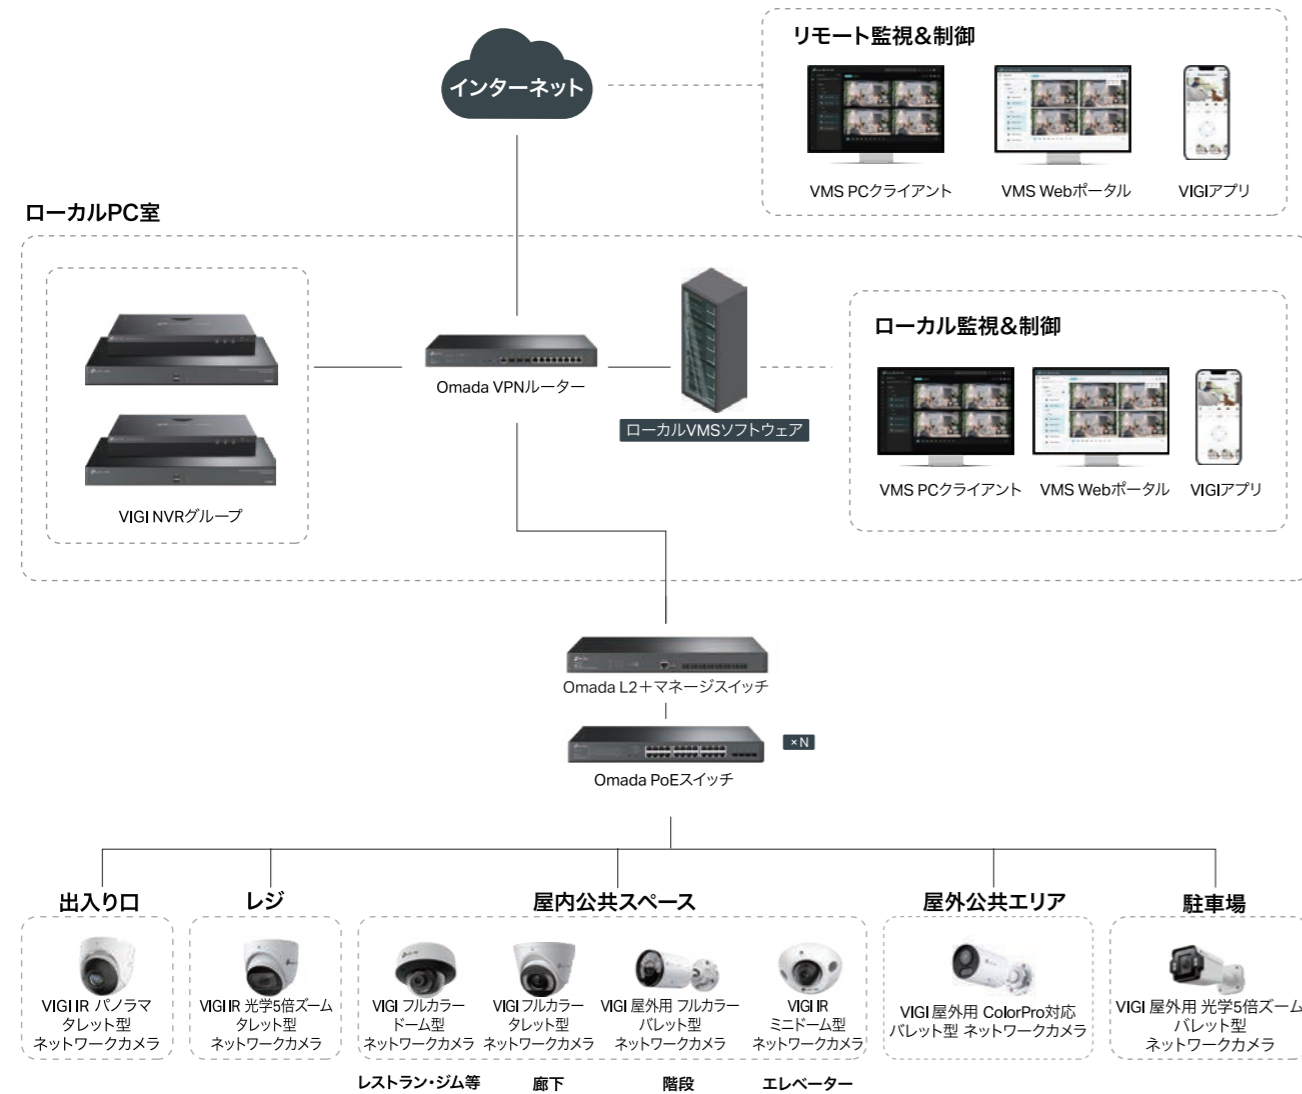 リモート監視&制御
インターネット
VMS PCクライアント
VMS Webポータル
VIGIアプリ
ローカルPC室
ローカル監視&制御
Omada VPNルーター
ローカルVMSソフトウェア
VMS PCクライアント
VMS Webポータル
VIGIアプリ
VIGI NVRグループ
Omada L2+マネージスイッチ
×N
Omada PoEスイッチ
出入り口
レジ
屋内公共スペース
屋外公共エリア
駐車場
VIGI IR パノラマ
タレット型
ネットワークカメラ
VIGI IR 光学5倍ズーム
タレット型
ネットワークカメラ
VIGI フルカラー
ドーム型
ネットワークカメラ
VIGI フルカラー
タレット型
ネットワークカメラ
VIGI 屋外用 フルカラー
バレット型
ネットワークカメラ
VIGI IR
ミニドーム型
ネットワークカメラ
VIGI 屋外用 ColorPro対応
バレット型 ネットワークカメラ
VIGI 屋外用 光学5倍ズーム
バレット型
ネットワークカメラ
レストラン・ジム等
廊下
階段
エレベーター